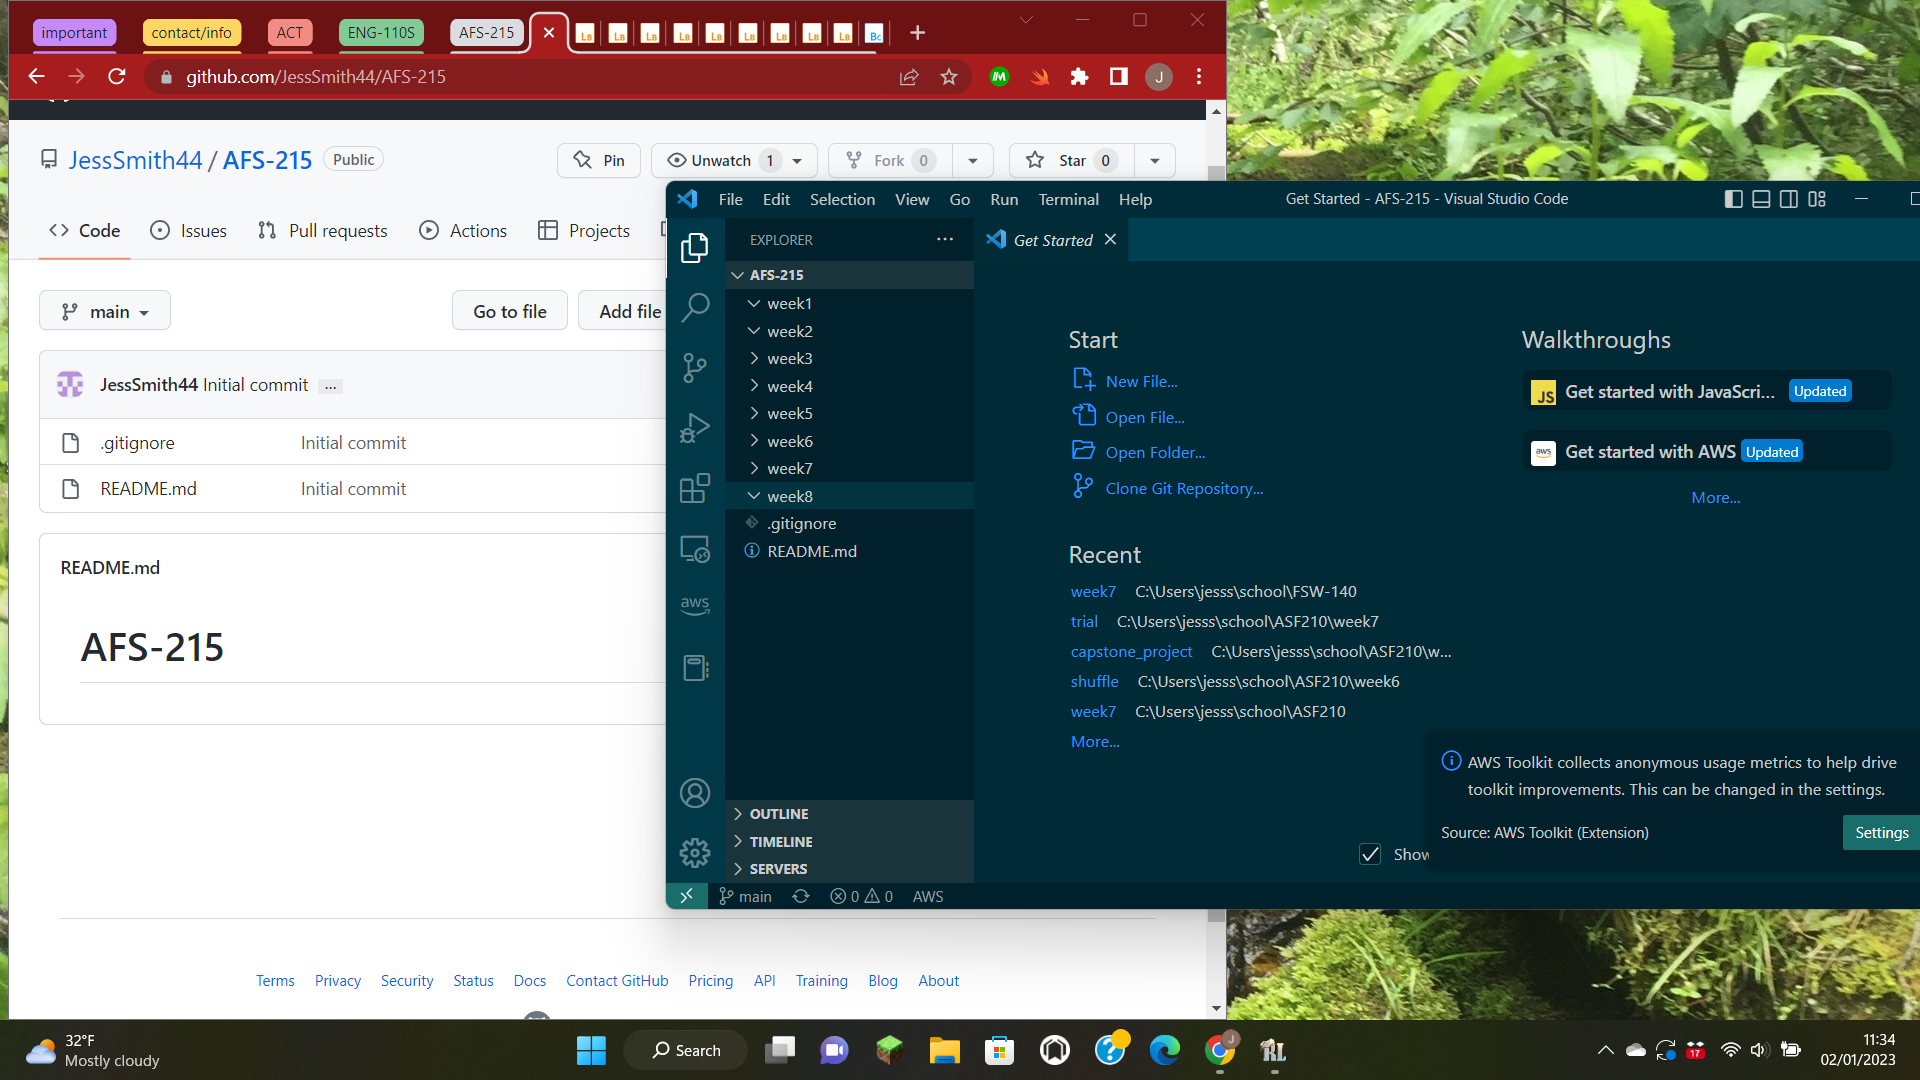 important
contact/info
ACT
ENG-110S
AFS-215
github.com/JessSmith44/AFS-215
J
JessSmith44 / AFS-215 Public
Pin
Unwatch 1
Fork 0
Star 0
Code
Issues
Pull requests
Actions
Projects
main
Go to file
Add file
JessSmith44 Initial commit ...
.gitignore Initial commit
README.md Initial commit
README.md
AFS-215
Terms Privacy Security Status Docs Contact GitHub Pricing API Training Blog About
File Edit Selection View Go Run Terminal Help
Get Started - AFS-215 - Visual Studio Code
EXPLORER
AFS-215
week1
week2
week3
week4
week5
week6
week7
week8
.gitignore
README.md
OUTLINE
TIMELINE
SERVERS
aws
Get Started
Start
New File...
Open File...
Open Folder...
Clone Git Repository...
Recent
week7 C:\Users\jesss\school\FSW-140
trial C:\Users\jesss\school\ASF210\week7
capstone_project C:\Users\jesss\school\ASF210\w...
shuffle C:\Users\jesss\school\ASF210\week6
week7 C:\Users\jesss\school\ASF210
More...
Walkthroughs
JS Get started with JavaScri... Updated
aws Get started with AWS Updated
More...
AWS Toolkit collects anonymous usage metrics to help drive
toolkit improvements. This can be changed in the settings.
Source: AWS Toolkit (Extension)
Settings
Show
main
0 0
AWS
32°F
Mostly cloudy
Search
17
11:34
02/01/2023